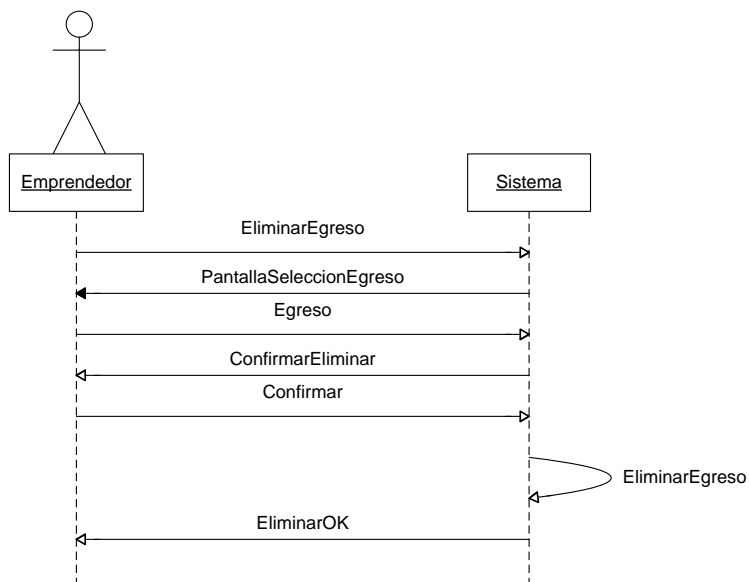 Emprendedor
Sistema
EliminarEgreso
PantallaSeleccionEgreso
Egreso
ConfirmarEliminar
Confirmar
EliminarEgreso
EliminarOK